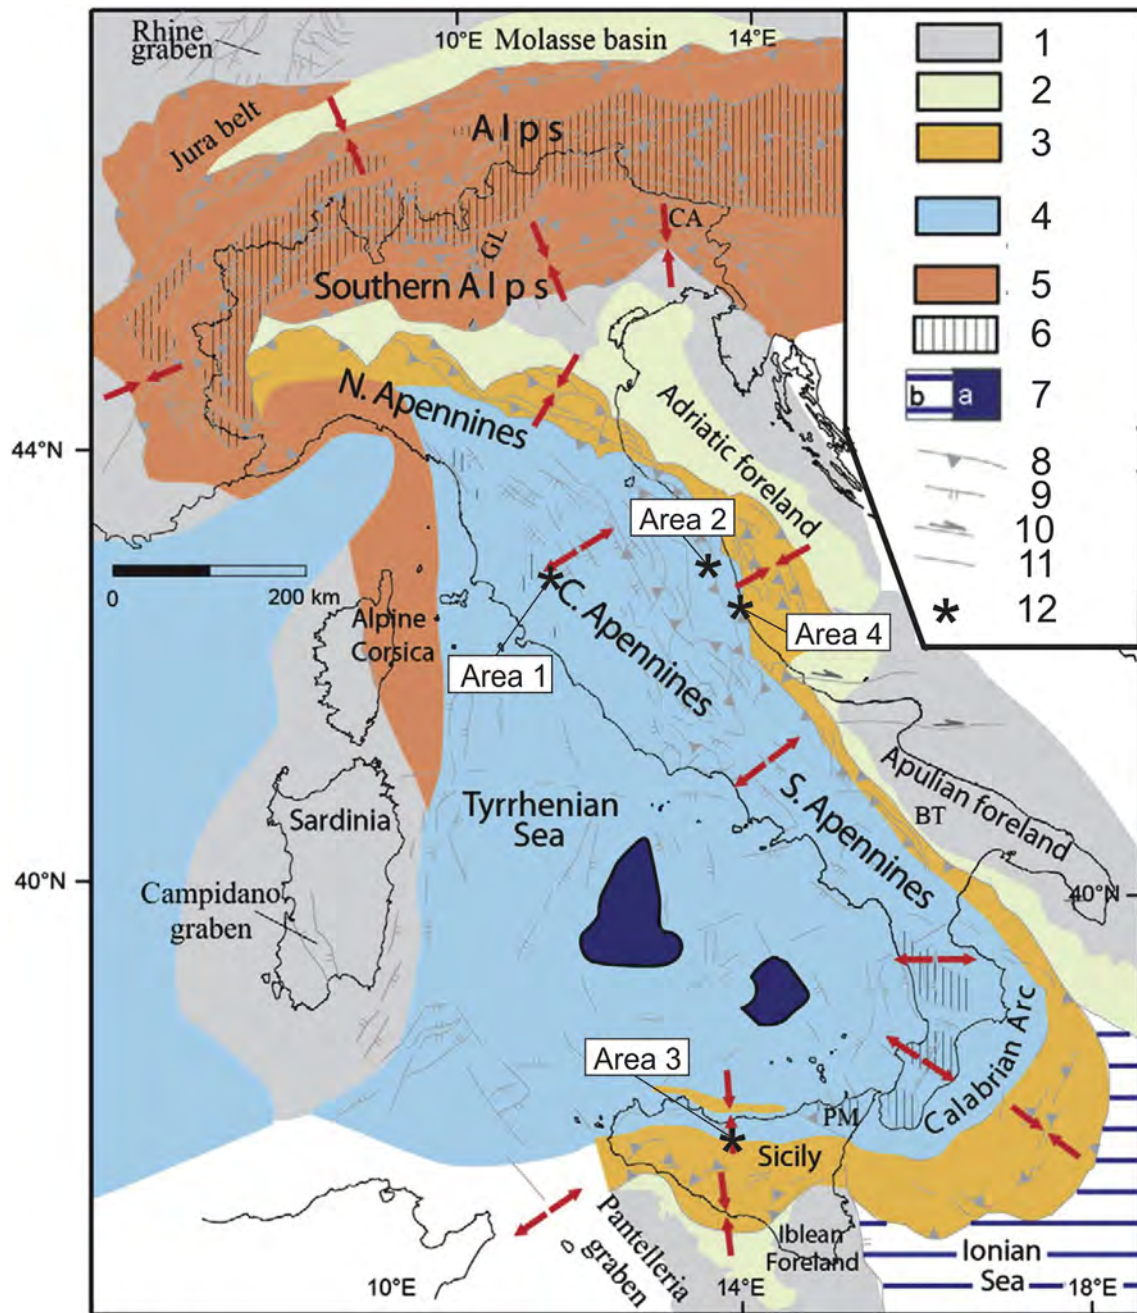 Rhine
graben
10°E
Molasse basin
14°E
1
2
3
4
5
6
b
a
7
8
9
10
11
12
Jura belt
Alps
CA
GL
Southern Alps
N. Apennines
Adriatic foreland
44°N
Area 2
0
200 km
C. Apennines
Area 4
Alpine
Corsica
Area 1
Apulian foreland
BT
S. Apennines
Sardinia
Tyrrhenian
Sea
40°N
40°N
Campidano
graben
Calabrian Arc
Area 3
PM
Sicily
Pantelleria
graben
Iblean
Foreland
Ionian
Sea
10°E
14°E
18°E